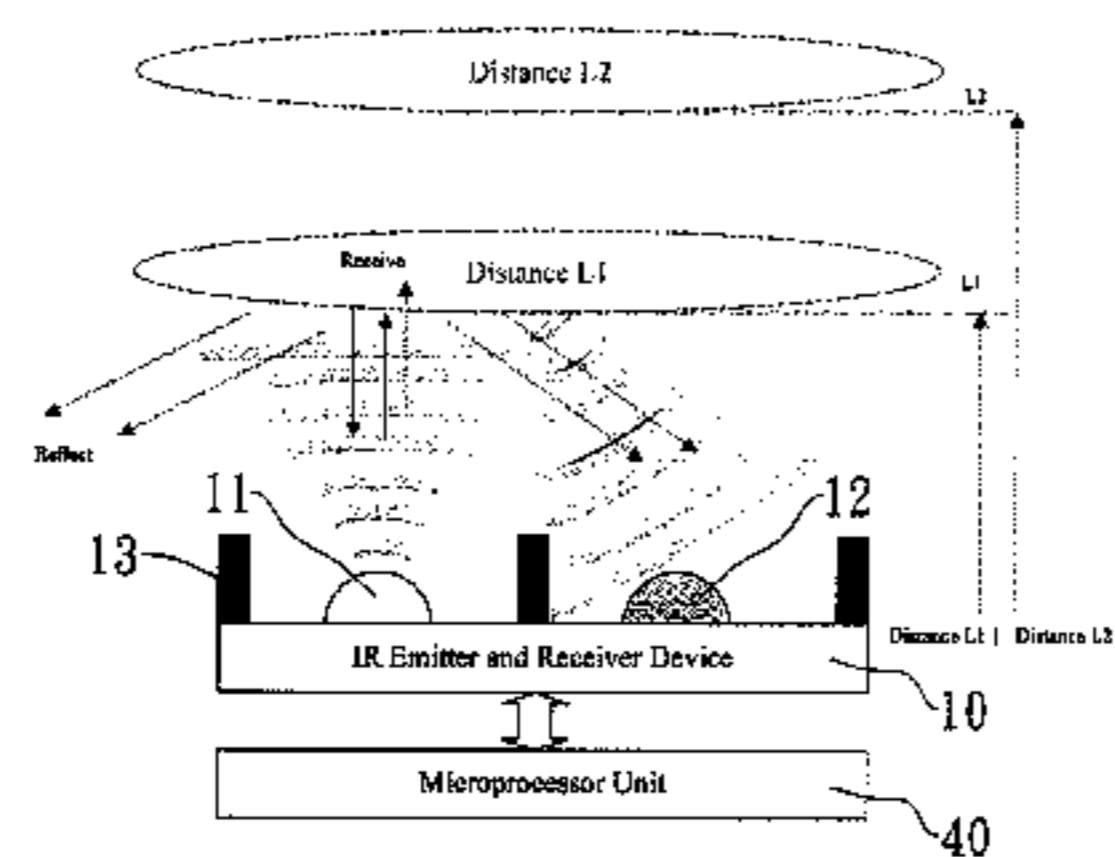 Distance L2
L2
Receive
Distance L1
L1
Reflect
11
12
13
Distance L1 | Distance L2
IR Emitter and Receiver Device
10
Microprocessor Unit
40